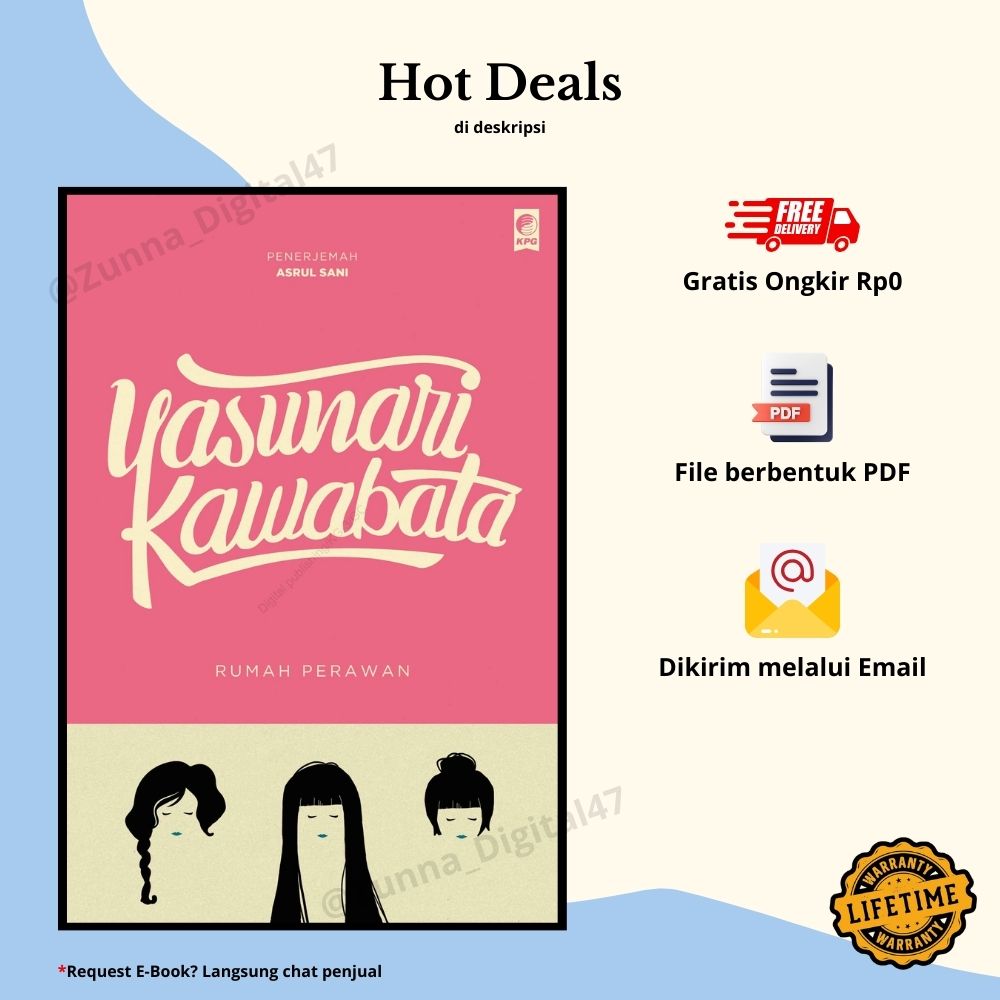 Hot Deals
di deskripsi
@Zunna_Digital47
KPG
PENERJEMAH
ASRUL SANI
Yasunari
Kawabata
RUMAH PERAWAN
@Zunna_Digital47
FREE
DELIVERY
Gratis Ongkir Rp0
PDF
File berbentuk PDF
@
Dikirim melalui Email
WARRANTY
LIFETIME
WARRANTY
*Request E-Book? Langsung chat penjual